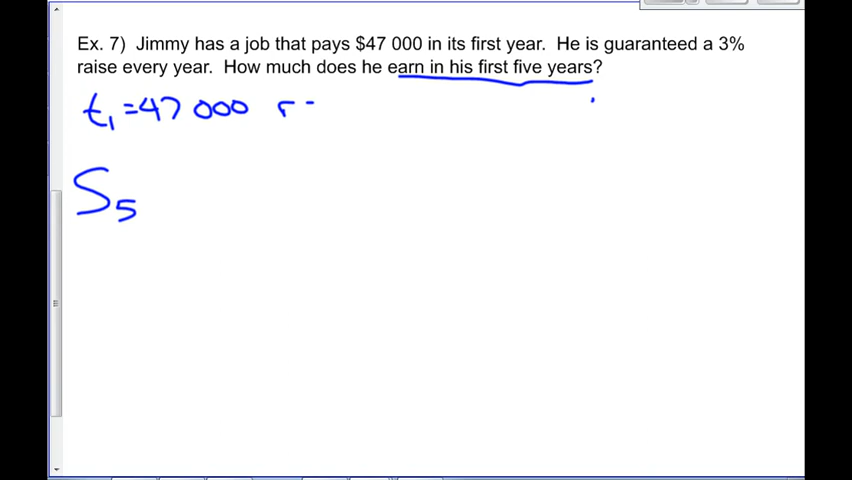 Ex. 7) Jimmy has a job that pays $47 000 in its first year. He is guaranteed a 3%
raise every year. How much does he earn in his first five years?
t₁ = 47 000 r -
S₅